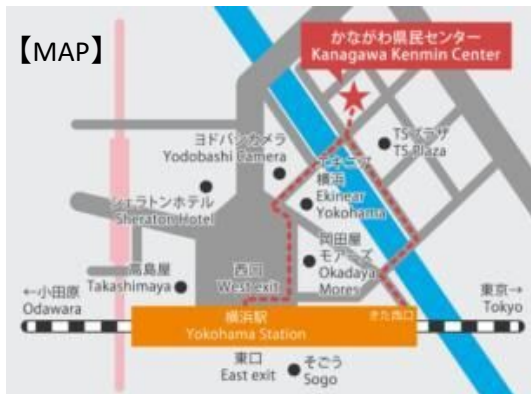 【MAP】
かながわ県民センター
Kanagawa Kenmin Center
ヨドバシカメラ
Yodobashi Camera
TSプラザ
TS Plaza
エキニア
横浜
Ekinear
Yokohama
シェラトンホテル
Sheraton Hotel
岡田屋
モアーズ
Okadaya
Mores
高島屋
Takashimaya
西口
West exit
←小田原
Odawara
東京→
Tokyo
横浜駅
Yokohama Station
きた西口
東口
East exit
そごう
Sogo